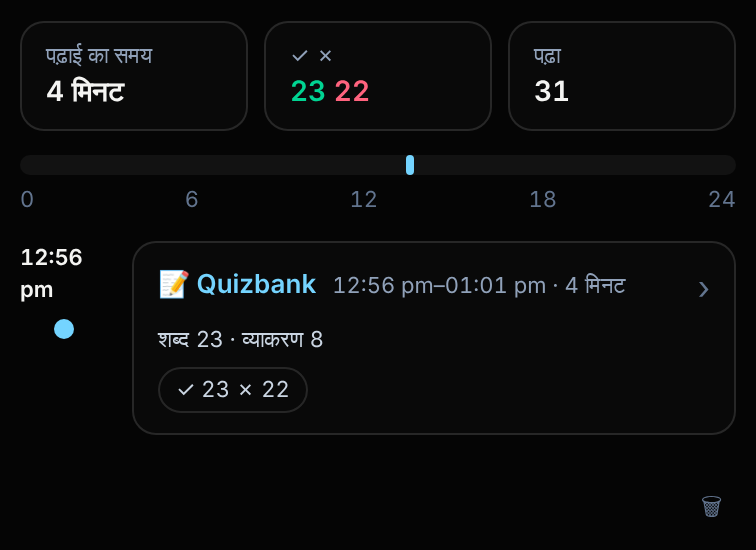 पढ़ाई का समय
4 मिनट
✓ ×
23 22
पढ़ा
31
0 6 12 18 24
12:56 pm
📝 Quizbank 12:56 pm–01:01 pm · 4 मिनट ›
शब्द 23 · व्याकरण 8
✓ 23 × 22